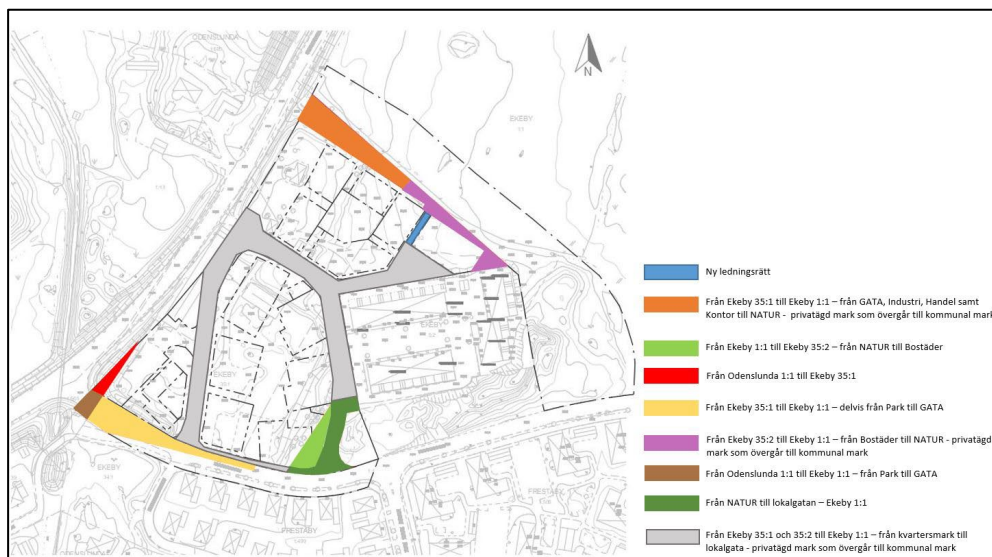 ODENSLUNDA
N
EKEBY
EKEBY
EKEBY
EKEBY
FRESTABY
FRESTABY
Ny ledningsrätt
Från Ekeby 35:1 till Ekeby 1:1 – från GATA, Industri, Handel samt
Kontor till NATUR - privatägd mark som övergår till kommunal mark
Från Ekeby 1:1 till Ekeby 35:2 – från NATUR till Bostäder
Från Odenslunda 1:1 till Ekeby 35:1
Från Ekeby 35:1 till Ekeby 1:1 – delvis från Park till GATA
Från Ekeby 35:2 till Ekeby 1:1 – från Bostäder till NATUR - privatägd
mark som övergår till kommunal mark
Från Odenslunda 1:1 till Ekeby 1:1 – från Park till GATA
Från NATUR till lokalgatan – Ekeby 1:1
Från Ekeby 35:1 och 35:2 till Ekeby 1:1 – från kvartersmark till
lokalgata - privatägd mark som övergår till kommunal mark